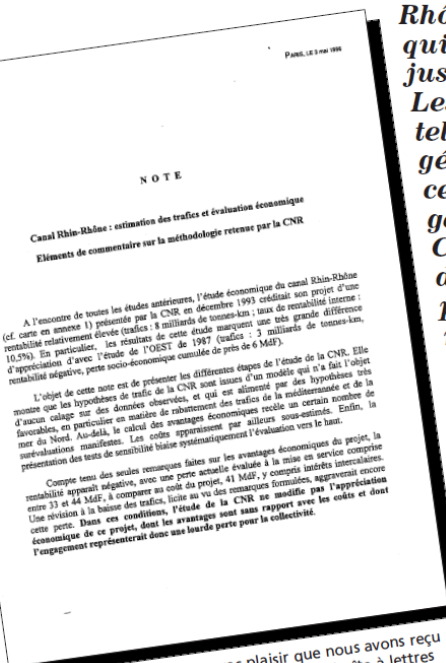 PARIS, LE 3 mai 1996
NOTE
Canal Rhin-Rhône : estimation des trafics et évaluation économique
Eléments de commentaire sur la méthodologie retenue par la CNR
A l'encontre de toutes les études antérieures, l'étude économique du canal Rhin-Rhône
(cf. carte en annexe 1) présentée par la CNR en décembre 1993 créditait son projet d'une
rentabilité relativement élevée (trafics : 8 milliards de tonnes-km ; taux de rentabilité interne :
10,5%). En particulier, les résultats de cette étude marquent une très grande différence
d'appréciation d'avec l'étude de l'OEST de 1987 (trafics : 3 milliards de tonnes-km,
rentabilité négative, perte socio-économique cumulée de près de 6 MdF).
L'objet de cette note est de présenter les différentes étapes de l'étude de la CNR. Elle
montre que les hypothèses de trafic de la CNR sont issues d'un modèle qui n'a fait l'objet
d'aucun calage sur des données observées, et qui est alimenté par des hypothèses très
favorables, en particulier en matière de rabattement des trafics de la méditerranée et de la
mer du Nord. Au-delà, le calcul des avantages économiques recèle un certain nombre de
surévaluations manifestes. Les coûts apparaissent par ailleurs sous-estimés. Enfin, la
présentation des tests de sensibilité biaise systématiquement l'évaluation vers le haut.
Compte tenu des seules remarques faites sur les avantages économiques du projet, la
rentabilité apparaît négative, avec une perte actuelle évaluée à la mise en service comprise
entre 33 et 44 MdF, à comparer au coût du projet, 41 MdF, y compris intérêts intercalaires.
Une révision à la baisse des trafics, licite au vu des remarques formulées, aggraverait encore
cette perte. Dans ces conditions, l'étude de la CNR ne modifie pas l'appréciation
économique de ce projet, dont les avantages sont sans rapport avec les coûts et dont
l'engagement représenterait donc une lourde perte pour la collectivité.
Rhô
qui
jus
Le
tel
gé
ce
plaisir que nous avons reçu
à lettres